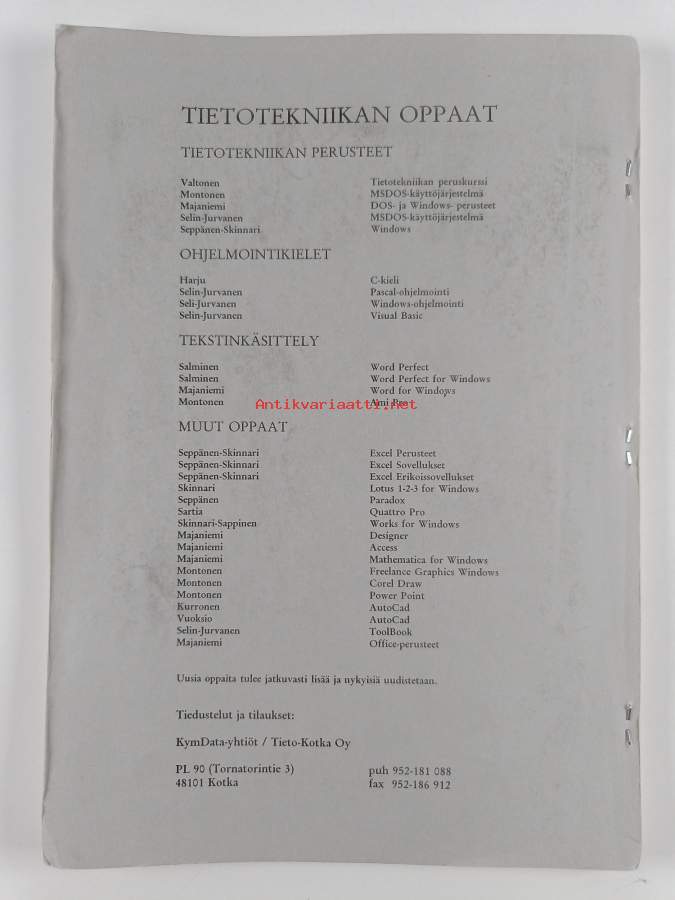 TIETOTEKNIIKAN OPPAAT
TIETOTEKNIIKAN PERUSTEET
Valtonen Tietotekniikan peruskurssi
Montonen MSDOS-käyttöjärjestelmä
Majaniemi DOS- ja Windows- perusteet
Selin-Jurvanen MSDOS-käyttöjärjestelmä
Seppänen-Skinnari Windows
OHJELMOINTIKIELET
Harju C-kieli
Selin-Jurvanen Pascal-ohjelmointi
Seli-Jurvanen Windows-ohjelmointi
Selin-Jurvanen Visual Basic
TEKSTINKÄSITTELY
Salminen Word Perfect
Salminen Word Perfect for Windows
Majaniemi Word for Windows
Montonen Ami Pro
Antikvariaatti.net
MUUT OPPAAT
Seppänen-Skinnari Excel Perusteet
Seppänen-Skinnari Excel Sovellukset
Seppänen-Skinnari Excel Erikoissovellukset
Skinnari Lotus 1-2-3 for Windows
Seppänen Paradox
Sartia Quattro Pro
Skinnari-Sappinen Works for Windows
Majaniemi Designer
Majaniemi Access
Majaniemi Mathematica for Windows
Montonen Freelance Graphics Windows
Montonen Corel Draw
Montonen Power Point
Kurronen AutoCad
Vuoksio AutoCad
Selin-Jurvanen ToolBook
Majaniemi Office-perusteet
Uusia oppaita tulee jatkuvasti lisää ja nykyisiä uudistetaan.
Tiedustelut ja tilaukset:
KymData-yhtiöt / Tieto-Kotka Oy
PL 90 (Tornatorintie 3) puh 952-181 088
48101 Kotka fax 952-186 912